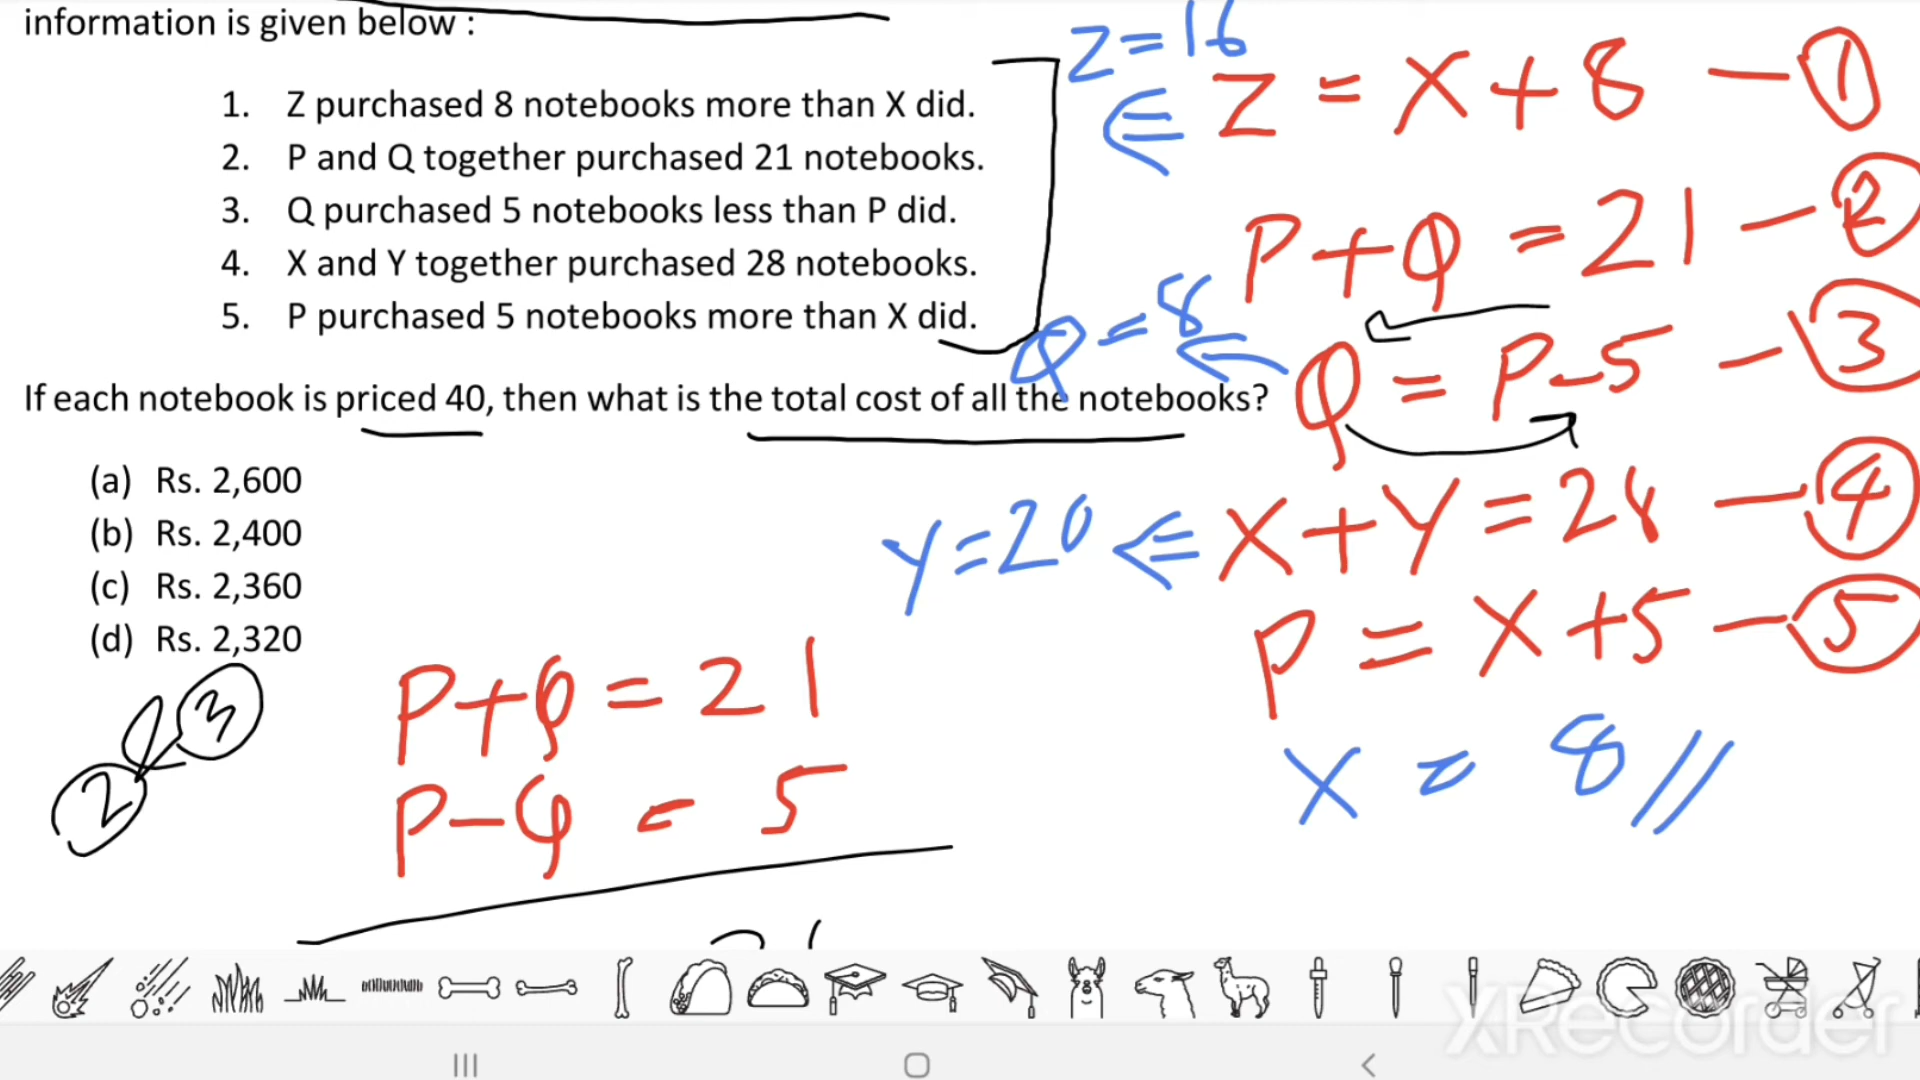 information is given below :
Z = 16
1. Z purchased 8 notebooks more than X did.
Z = X + 8 — ①
2. P and Q together purchased 21 notebooks.
P + Q = 21 — ②
3. Q purchased 5 notebooks less than P did.
4. X and Y together purchased 28 notebooks.
5. P purchased 5 notebooks more than X did.
Q = 8
Q = P - 5 — ③
If each notebook is priced 40, then what is the total cost of all the notebooks?
(a) Rs. 2,600
(b) Rs. 2,400
Y = 20 ⇐ X + Y = 28 — ④
(c) Rs. 2,360
(d) Rs. 2,320
P = X + 5 — ⑤
② & ③
P + Q = 21
X = 8 //
P - Q = 5
XRecorder